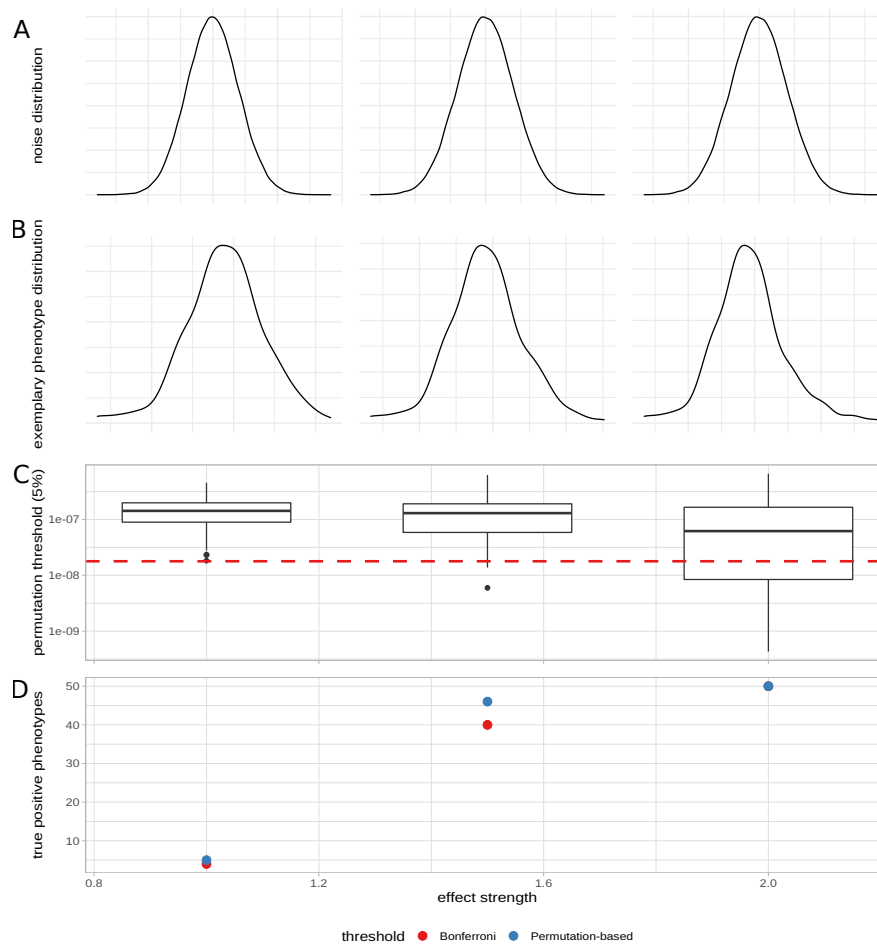 A
noise distribution
B
exemplary phenotype distribution
C
permutation threshold (5%)
1e-07
1e-08
1e-09
D
true positive phenotypes
50
40
30
20
10
0.8 1.2 1.6 2.0
effect strength
threshold Bonferroni Permutation-based